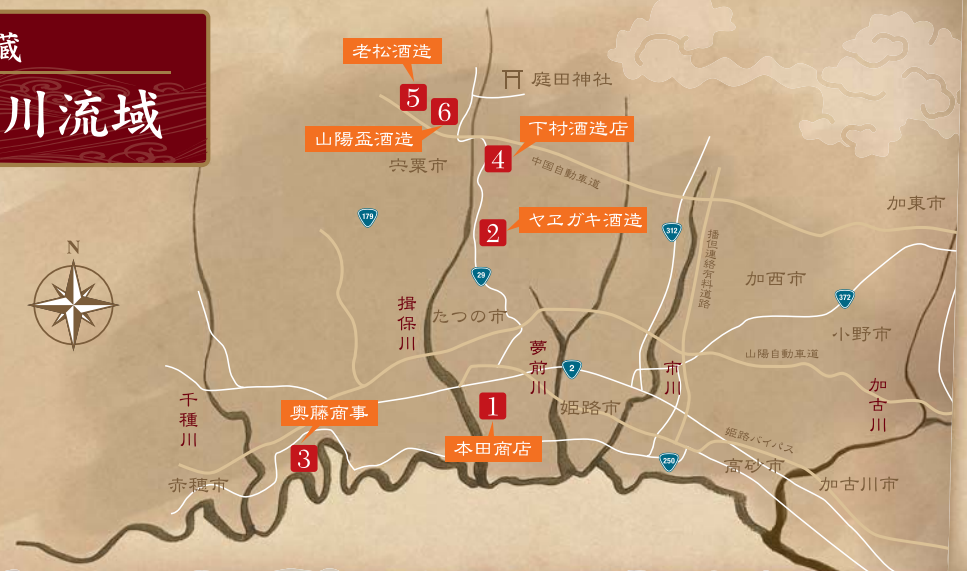 蔵
川流域
老松酒造
5
6
山陽盃酒造
宍粟市
庭田神社
下村酒造店
4
中国自動車道
179
2
ヤヱガキ酒造
29
312
播但連絡有料道路
加東市
加西市
372
小野市
揖保川
たつの市
夢前川
2
市川
山陽自動車道
加古川
千種川
奥藤商事
3
赤穂市
1
本田商店
姫路市
姫路バイパス
250
高砂市
加古川市
N